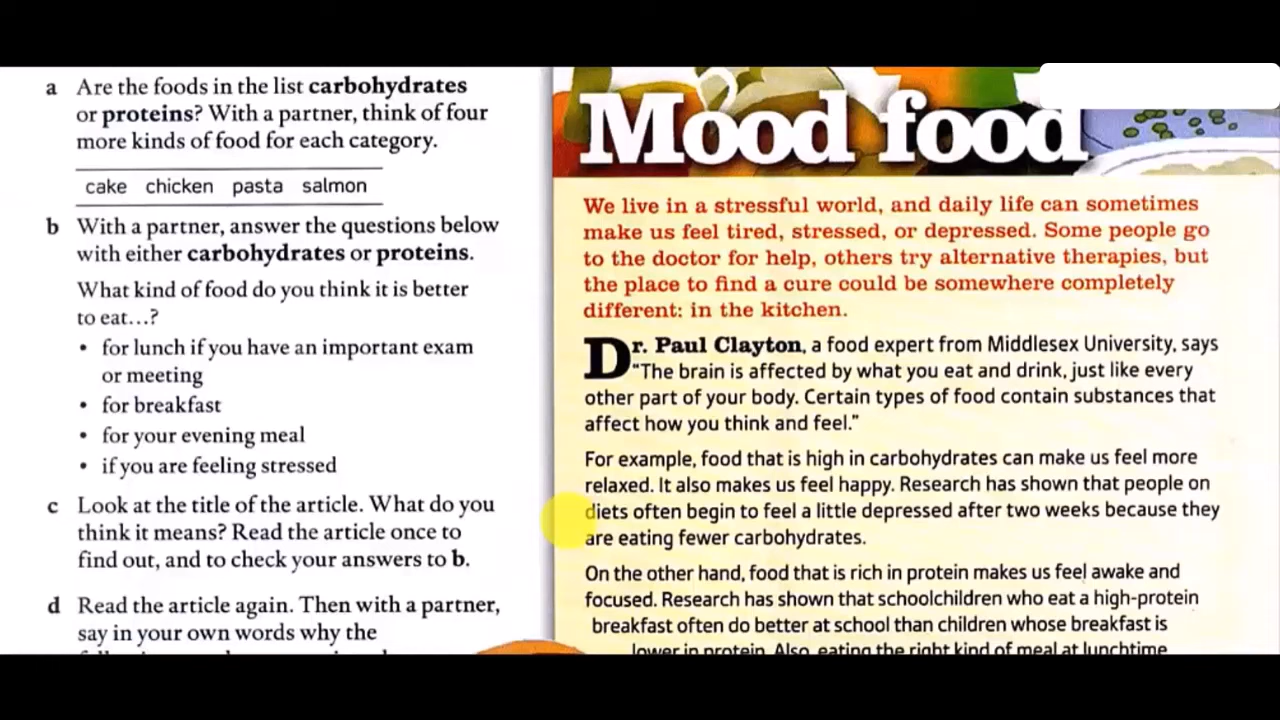 a Are the foods in the list carbohydrates
or proteins? With a partner, think of four
more kinds of food for each category.
cake chicken pasta salmon
b With a partner, answer the questions below
with either carbohydrates or proteins.
What kind of food do you think it is better
to eat...?
• for lunch if you have an important exam
or meeting
• for breakfast
• for your evening meal
• if you are feeling stressed
c Look at the title of the article. What do you
think it means? Read the article once to
find out, and to check your answers to b.
d Read the article again. Then with a partner,
say in your own words why the
Mood food
We live in a stressful world, and daily life can sometimes
make us feel tired, stressed, or depressed. Some people go
to the doctor for help, others try alternative therapies, but
the place to find a cure could be somewhere completely
different: in the kitchen.
Dr. Paul Clayton, a food expert from Middlesex University, says
"The brain is affected by what you eat and drink, just like every
other part of your body. Certain types of food contain substances that
affect how you think and feel."
For example, food that is high in carbohydrates can make us feel more
relaxed. It also makes us feel happy. Research has shown that people on
diets often begin to feel a little depressed after two weeks because they
are eating fewer carbohydrates.
On the other hand, food that is rich in protein makes us feel awake and
focused. Research has shown that schoolchildren who eat a high-protein
breakfast often do better at school than children whose breakfast is
lower in protein. Also, eating the right kind of meal at lunchtime